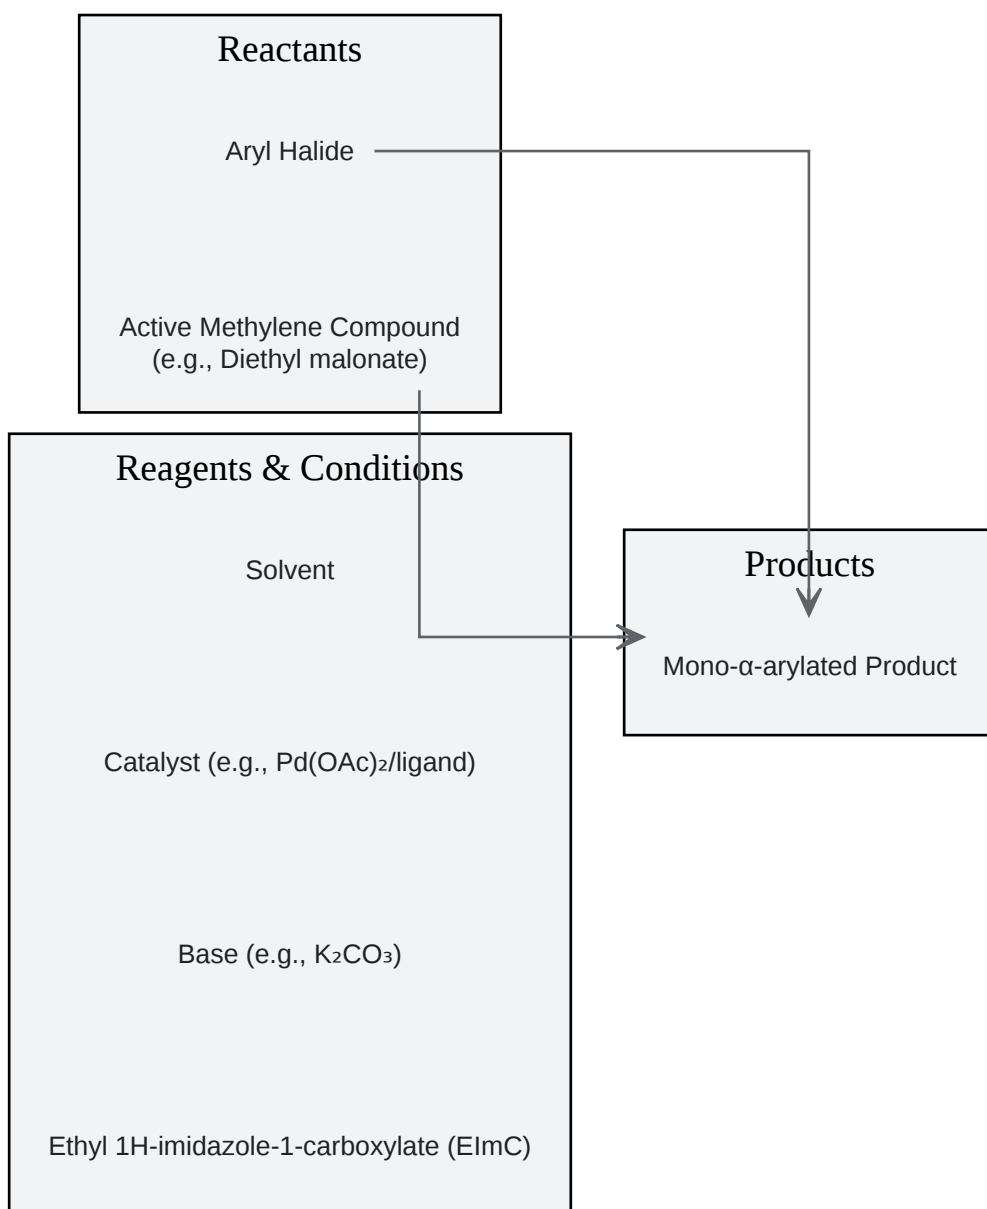 Reactants
Aryl Halide
Active Methylene Compound
(e.g., Diethyl malonate)
Reagents & Conditions
Solvent
Products
Mono-α-arylated Product
Catalyst (e.g., Pd(OAc)₂/ligand)
Base (e.g., K₂CO₃)
Ethyl 1H-imidazole-1-carboxylate (EImC)